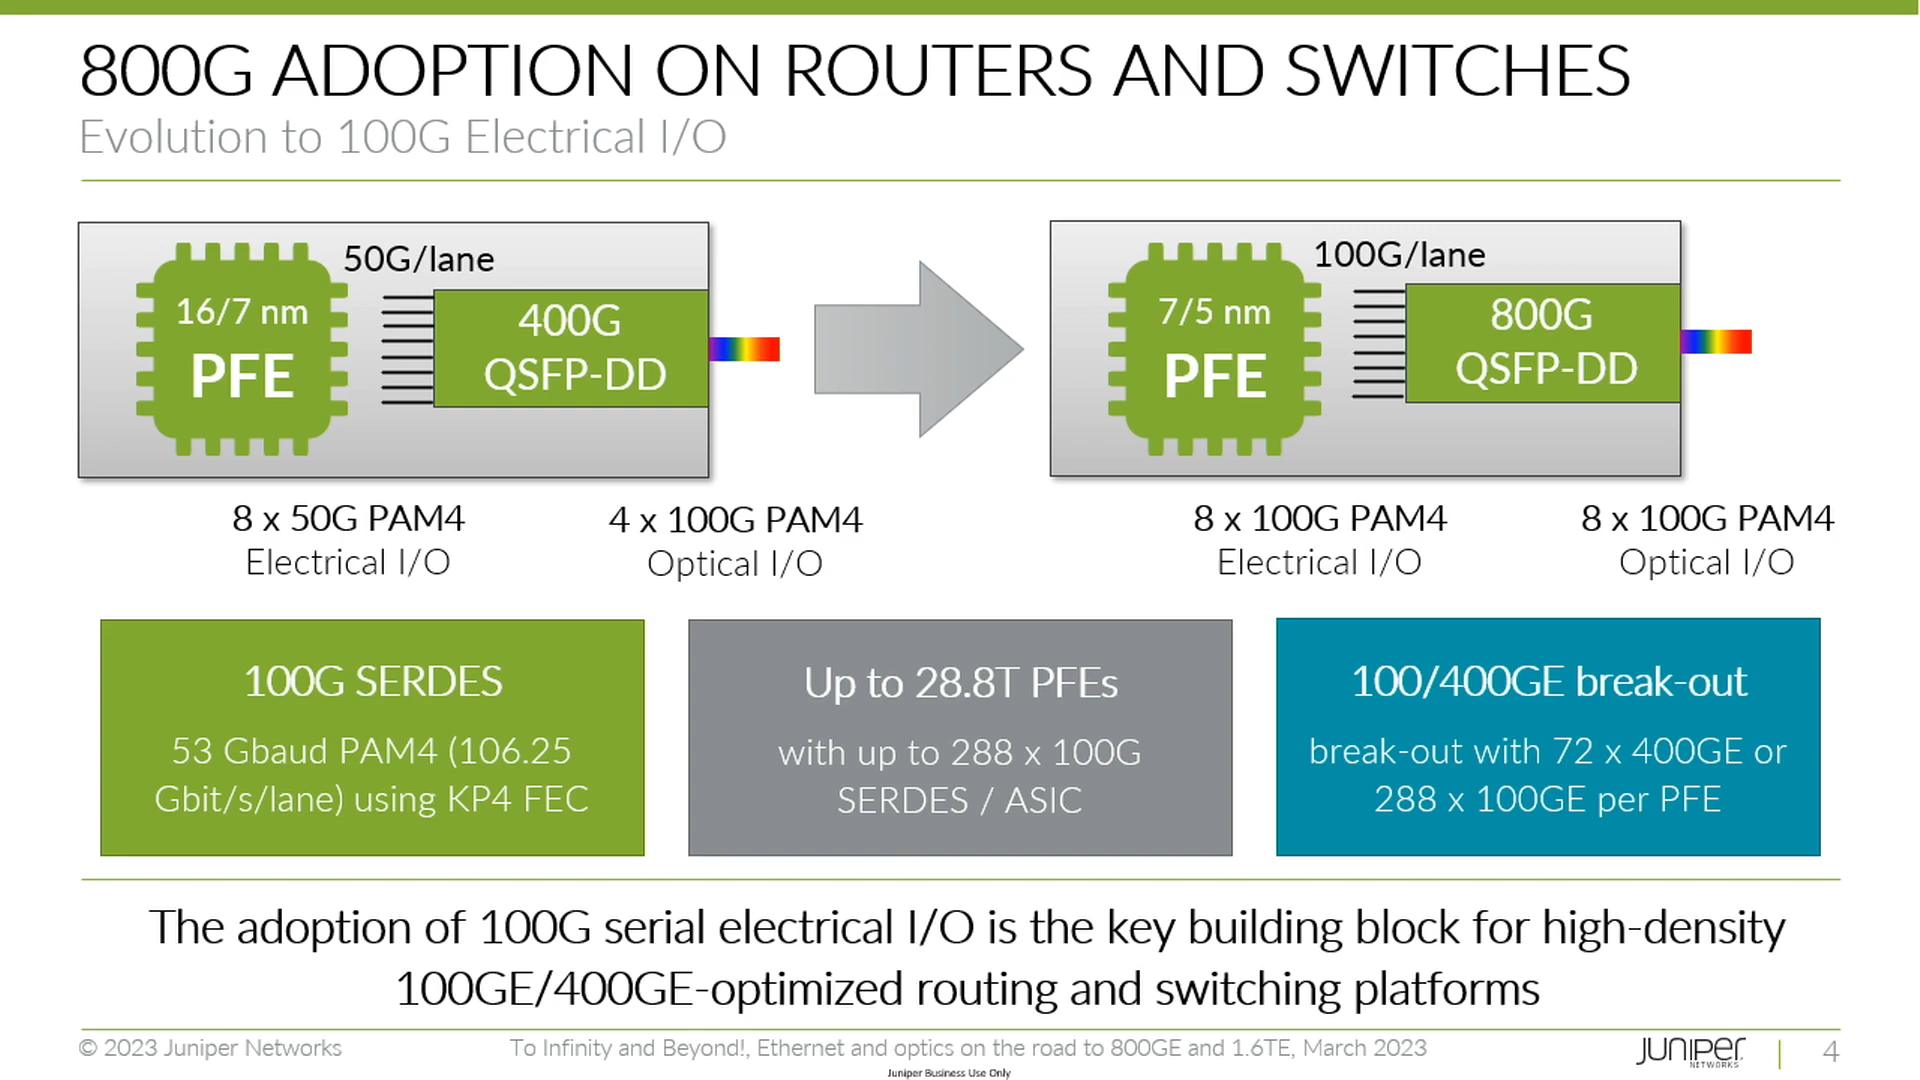 800G ADOPTION ON ROUTERS AND SWITCHES
Evolution to 100G Electrical I/O
50G/lane
16/7 nm
PFE
400G
QSFP-DD
100G/lane
7/5 nm
PFE
800G
QSFP-DD
8 x 50G PAM4
Electrical I/O
4 x 100G PAM4
Optical I/O
8 x 100G PAM4
Electrical I/O
8 x 100G PAM4
Optical I/O
100G SERDES
53 Gbaud PAM4 (106.25
Gbit/s/lane) using KP4 FEC
Up to 28.8T PFEs
with up to 288 x 100G
SERDES / ASIC
100/400GE break-out
break-out with 72 x 400GE or
288 x 100GE per PFE
The adoption of 100G serial electrical I/O is the key building block for high-density
100GE/400GE-optimized routing and switching platforms
© 2023 Juniper Networks
To Infinity and Beyond!, Ethernet and optics on the road to 800GE and 1.6TE, March 2023
Juniper Business Use Only
JUNIPER
NETWORKS
4